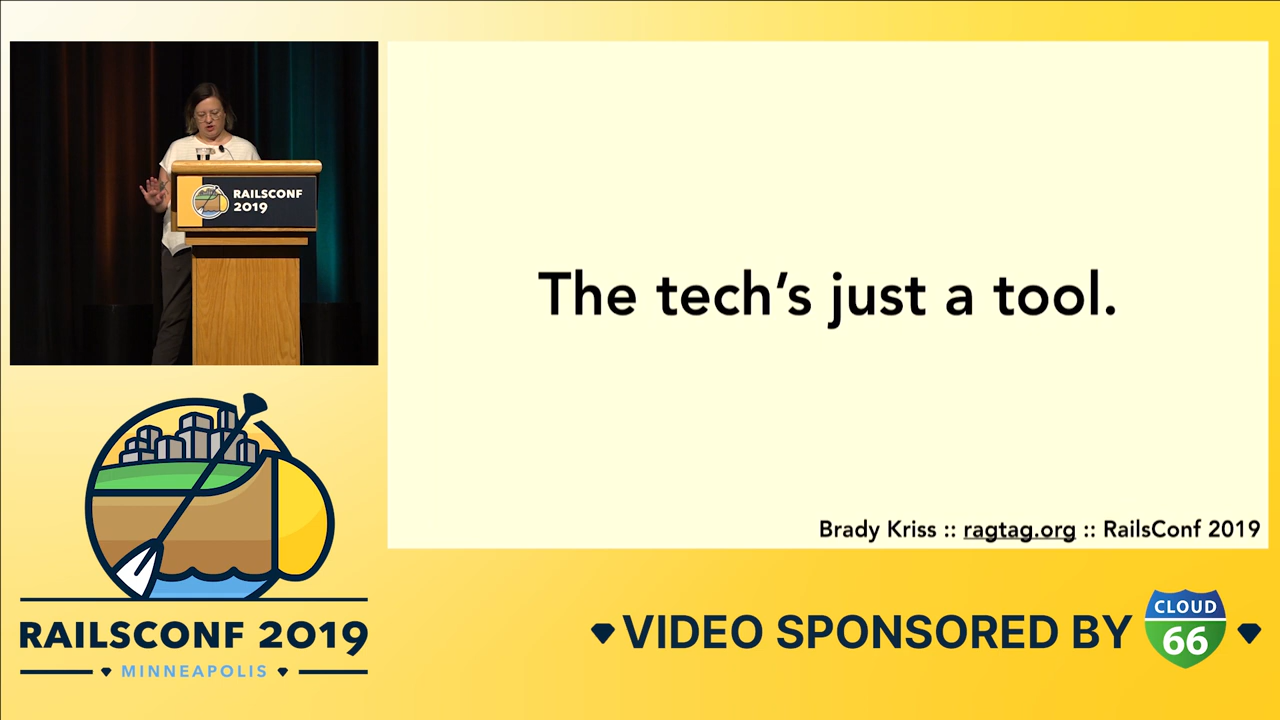 RAILSCONF
2019
The tech's just a tool.
Brady Kriss :: ragtag.org :: RailsConf 2019
RAILSCONF 2019
MINNEAPOLIS
VIDEO SPONSORED BY
CLOUD
66